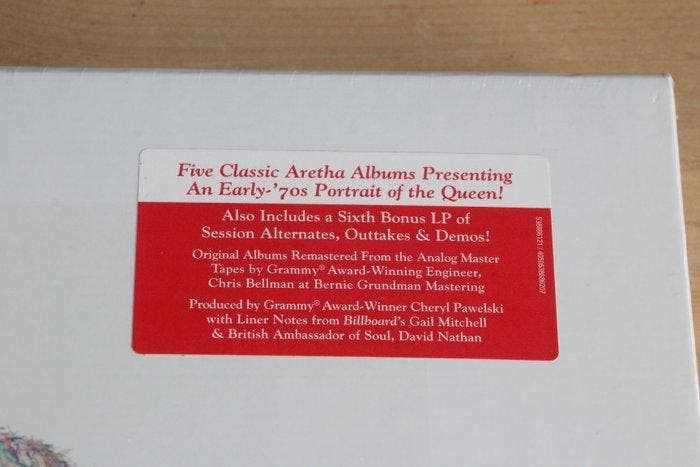 Five Classic Aretha Albums Presenting
An Early-'70s Portrait of the Queen!
Also Includes a Sixth Bonus LP of
Session Alternates, Outtakes & Demos!
Original Albums Remastered From the Analog Master
Tapes by Grammy® Award-Winning Engineer,
Chris Bellman at Bernie Grundman Mastering
Produced by Grammy® Award-Winner Cheryl Pawelski
with Liner Notes from Billboard's Gail Mitchell
& British Ambassador of Soul, David Nathan